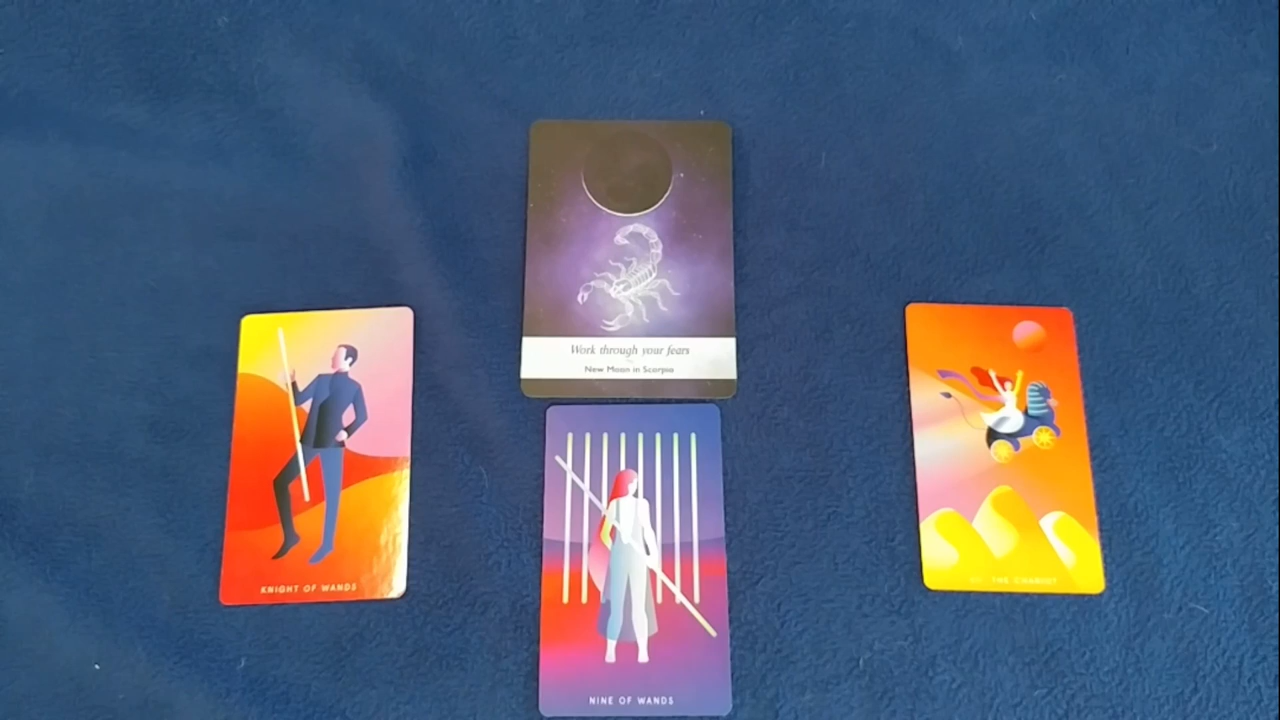 Work through your fears
New Moon in Scorpio
KNIGHT OF WANDS
NINE OF WANDS
THE CHARIOT